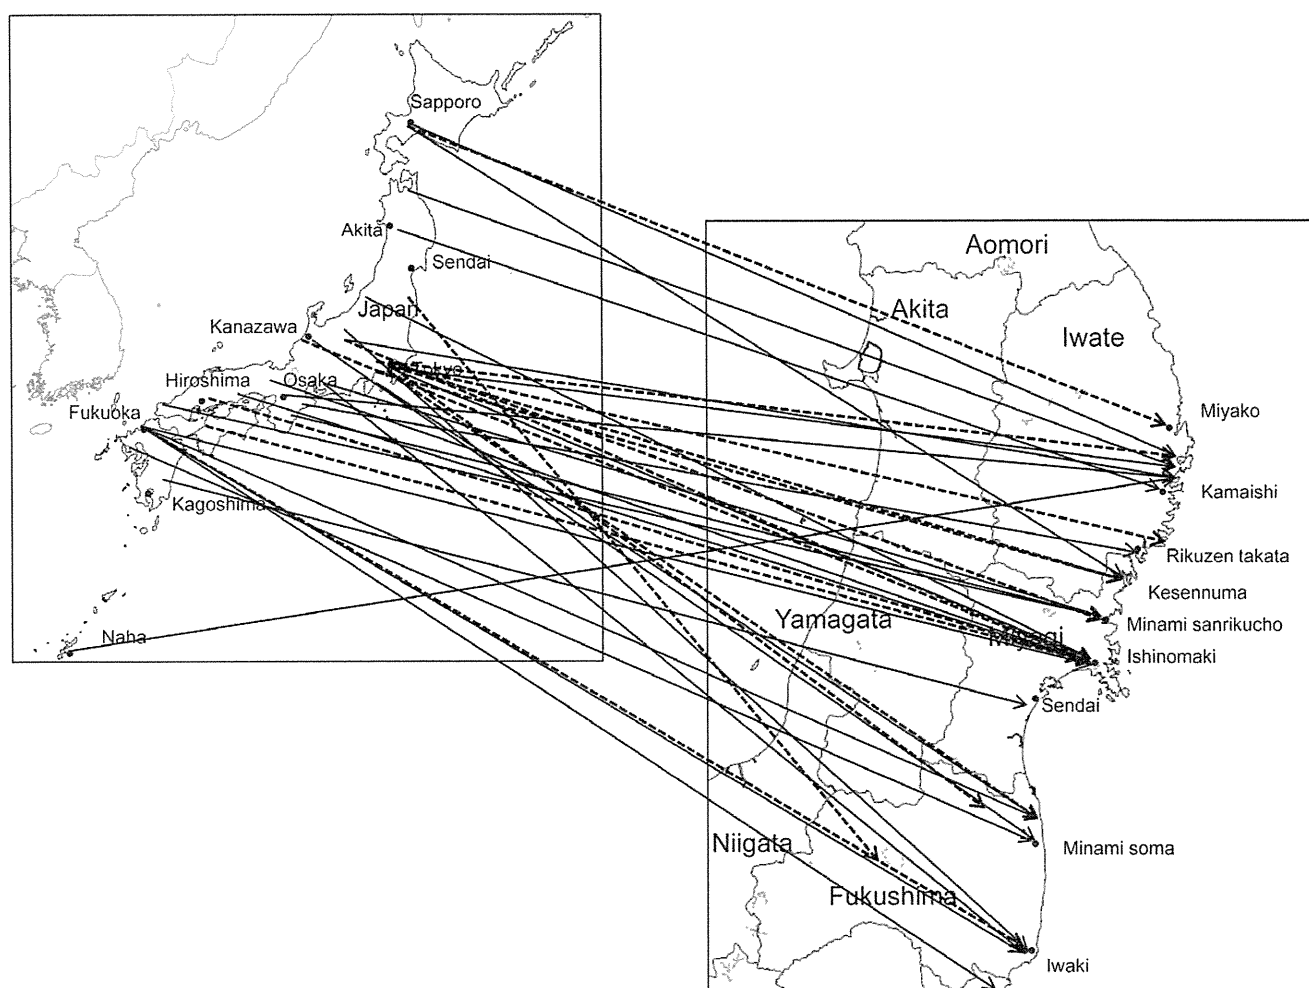 Sapporo
Akita
Sendai
Japan
Kanazawa
Tokyo
Hiroshima
Osaka
Fukuoka
Kagoshima
Naha
Aomori
Akita
Iwate
Miyako
Kamaishi
Rikuzen takata
Kesennuma
Yamagata
Minami sanrikucho
Miyagi
Ishinomaki
Sendai
Niigata
Minami soma
Fukushima
Iwaki